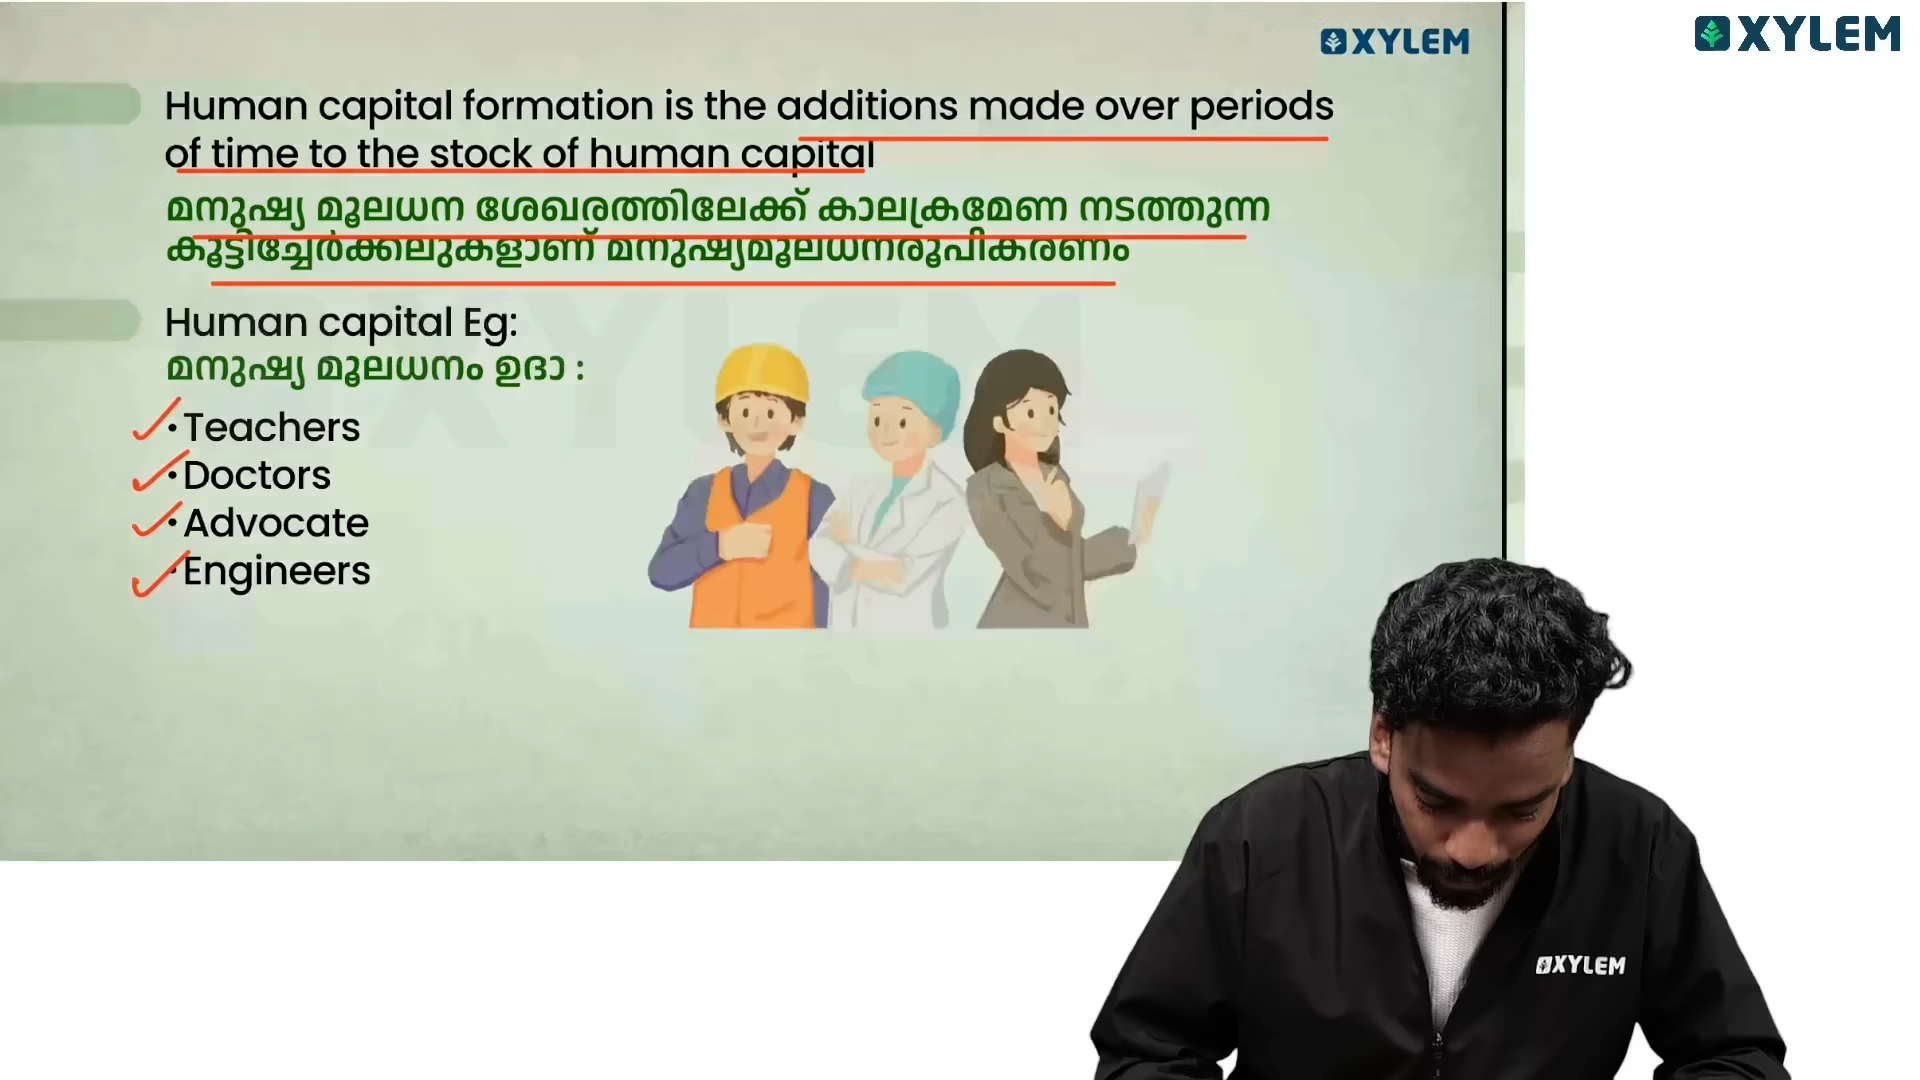 XYLEM
XYLEM
Human capital formation is the additions made over periods
of time to the stock of human capital
മനുഷ്യ മൂലധന ശേഖരത്തിലേക്ക് കാലക്രമേണ നടത്തുന്ന
കൂട്ടിച്ചേർക്കലുകളാണ് മനുഷ്യമൂലധനരൂപീകരണം
Human capital Eg:
മനുഷ്യ മൂലധനം ഉദാ :
• Teachers
• Doctors
• Advocate
• Engineers
XYLEM